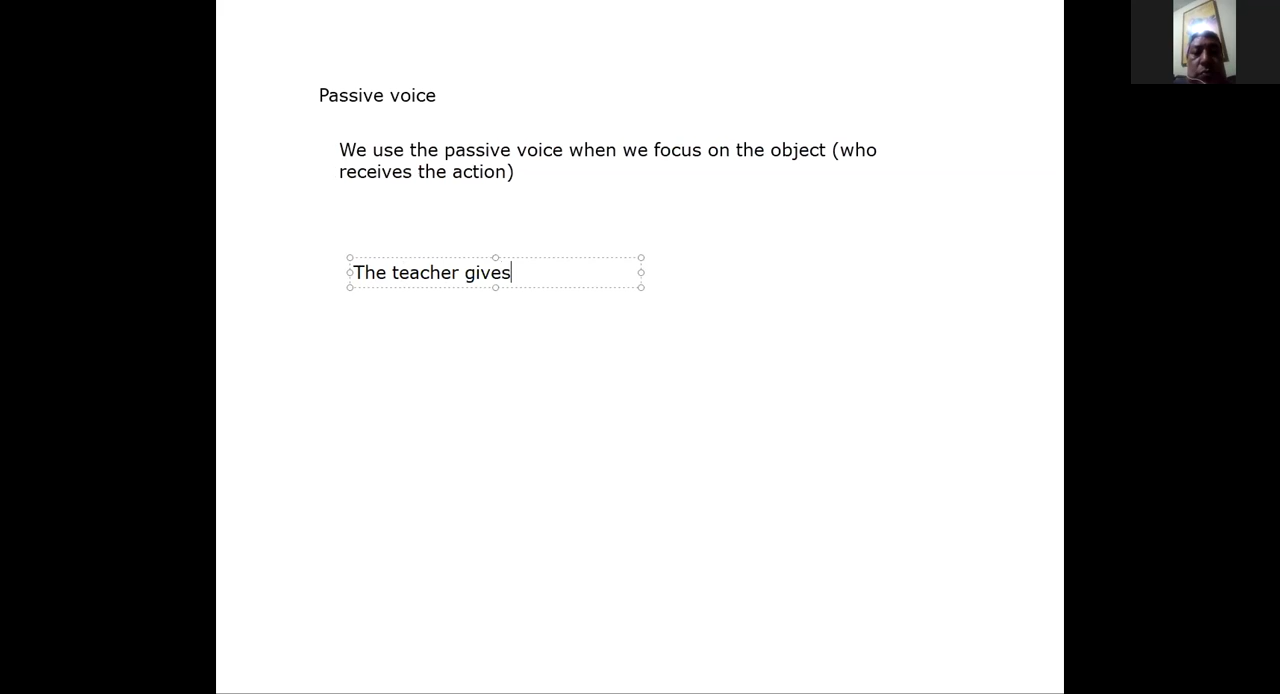 Passive voice
We use the passive voice when we focus on the object (who
receives the action)
The teacher gives